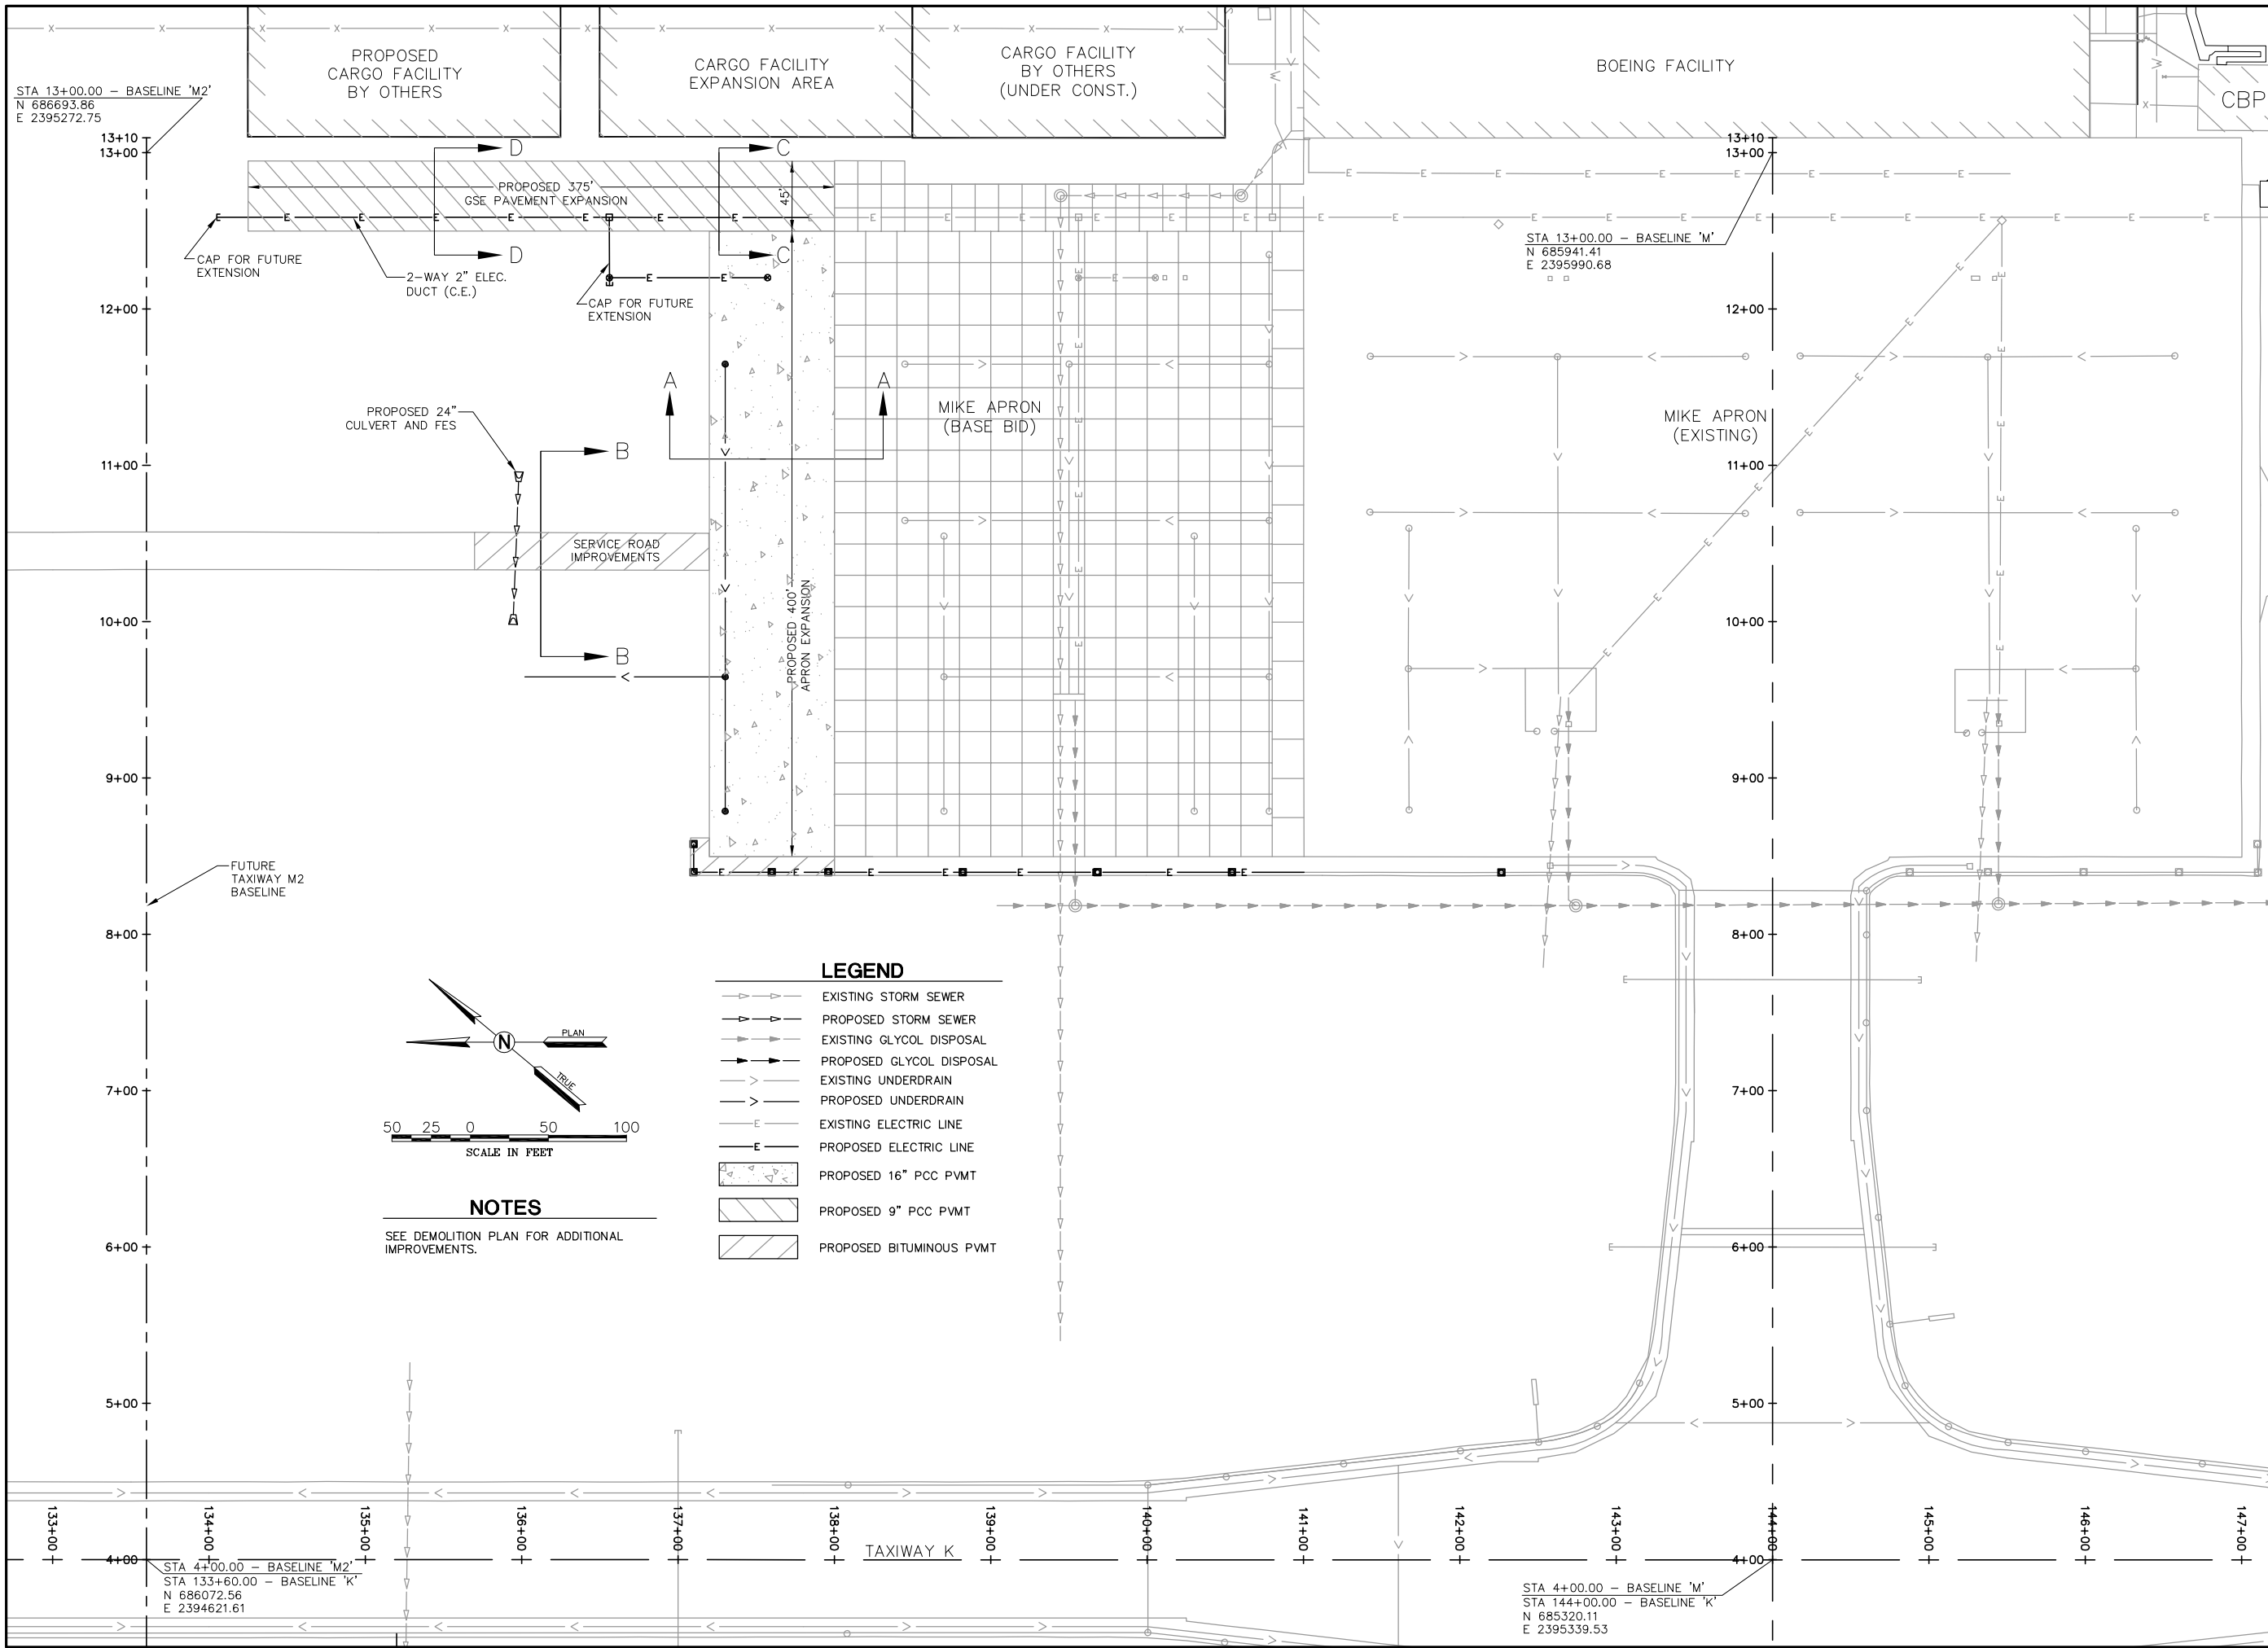 PROPOSED
CARGO FACILITY
BY OTHERS
CARGO FACILITY
EXPANSION AREA
CARGO FACILITY
BY OTHERS
(UNDER CONST.)
BOEING FACILITY
CBP
STA 13+00.00 – BASELINE 'M2'
N 686693.86
E 2395272.75
13+10
13+00
12+00
11+00
10+00
9+00
8+00
7+00
6+00
5+00
4+00
D
D
C
C
PROPOSED 375'
GSE PAVEMENT EXPANSION
45'
CAP FOR FUTURE
EXTENSION
2-WAY 2" ELEC.
DUCT (C.E.)
CAP FOR FUTURE
EXTENSION
A
A
PROPOSED 24"
CULVERT AND FES
B
B
SERVICE ROAD
IMPROVEMENTS
PROPOSED 400'
APRON EXPANSION
MIKE APRON
(BASE BID)
MIKE APRON
(EXISTING)
13+10
13+00
STA 13+00.00 – BASELINE 'M'
N 685941.41
E 2395990.68
12+00
11+00
10+00
9+00
8+00
7+00
6+00
5+00
4+00
FUTURE
TAXIWAY M2
BASELINE
N
PLAN
TRUE
50 25 0 50 100
SCALE IN FEET
NOTES
SEE DEMOLITION PLAN FOR ADDITIONAL
IMPROVEMENTS.
LEGEND
EXISTING STORM SEWER
PROPOSED STORM SEWER
EXISTING GLYCOL DISPOSAL
PROPOSED GLYCOL DISPOSAL
EXISTING UNDERDRAIN
PROPOSED UNDERDRAIN
E EXISTING ELECTRIC LINE
E PROPOSED ELECTRIC LINE
PROPOSED 16" PCC PVMT
PROPOSED 9" PCC PVMT
PROPOSED BITUMINOUS PVMT
133+00
134+00
135+00
136+00
137+00
138+00
139+00
140+00
141+00
142+00
143+00
144+00
145+00
146+00
147+00
TAXIWAY K
STA 4+00.00 – BASELINE 'M2'
STA 133+60.00 – BASELINE 'K'
N 686072.56
E 2394621.61
STA 4+00.00 – BASELINE 'M'
STA 144+00.00 – BASELINE 'K'
N 685320.11
E 2395339.53